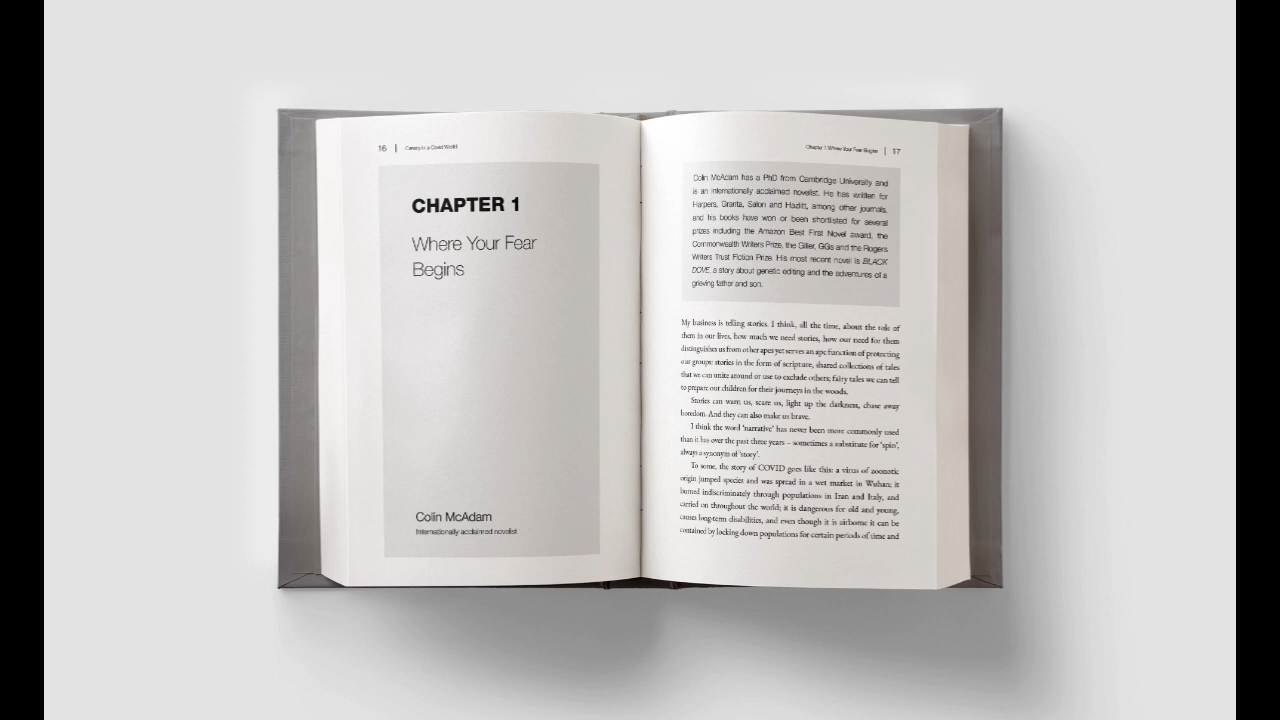 16 | Canary In a Covid World
CHAPTER 1
Where Your Fear
Begins
Colin McAdam
Internationally acclaimed novelist
Chapter 1 Where Your Fear Begins | 17
Colin McAdam has a PhD from Cambridge University and
is an internationally acclaimed novelist. He has written for
Harpers, Granta, Salon and Hazlitt, among other journals,
and his books have won or been shortlisted for several
prizes including the Amazon Best First Novel award, the
Commonwealth Writers Prize, the Giller, GGs and the Rogers
Writers Trust Fiction Prize. His most recent novel is BLACK
DOVE, a story about genetic editing and the adventures of a
grieving father and son.
My business is telling stories. I think, all the time, about the role of
them in our lives, how much we need stories, how our need for them
distinguishes us from other apes yet serves an ape function of protecting
our groups: stories in the form of scripture, shared collections of tales
that we can unite around or use to exclude others; fairy tales we can tell
to prepare our children for their journeys in the woods.
Stories can warn us, scare us, light up the darkness, chase away
boredom. And they can also make us brave.
I think the word ‘narrative’ has never been more commonly used
than it has over the past three years – sometimes a substitute for ‘spin’,
always a synonym of ‘story’.
To some, the story of COVID goes like this: a virus of zoonotic
origin jumped species and was spread in a wet market in Wuhan; it
burned indiscriminately through populations in Iran and Italy, and
carried on throughout the world; it is dangerous for old and young,
causes long-term disabilities, and even though it is airborne it can be
contained by locking down populations for certain periods of time and